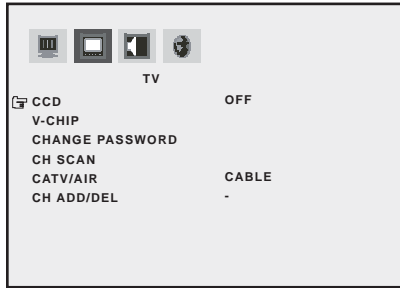 TV
CCD OFF
V-CHIP
CHANGE PASSWORD
CH SCAN
CATV/AIR CABLE
CH ADD/DEL -